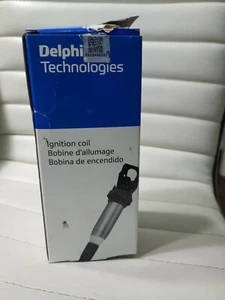 Delphi
Technologies
Ignition coil
Bobine d'allumage
Bobina de encendido